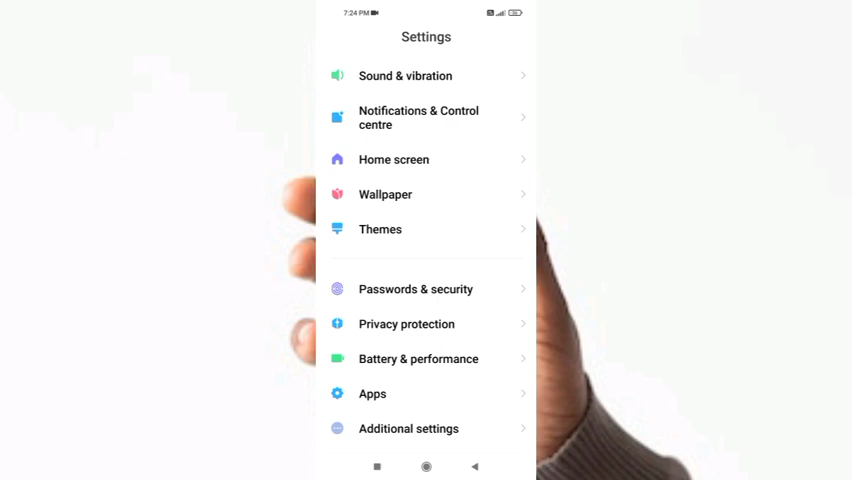 7:24 PM
Settings
Sound & vibration
Notifications & Control
centre
Home screen
Wallpaper
Themes
Passwords & security
Privacy protection
Battery & performance
Apps
Additional settings